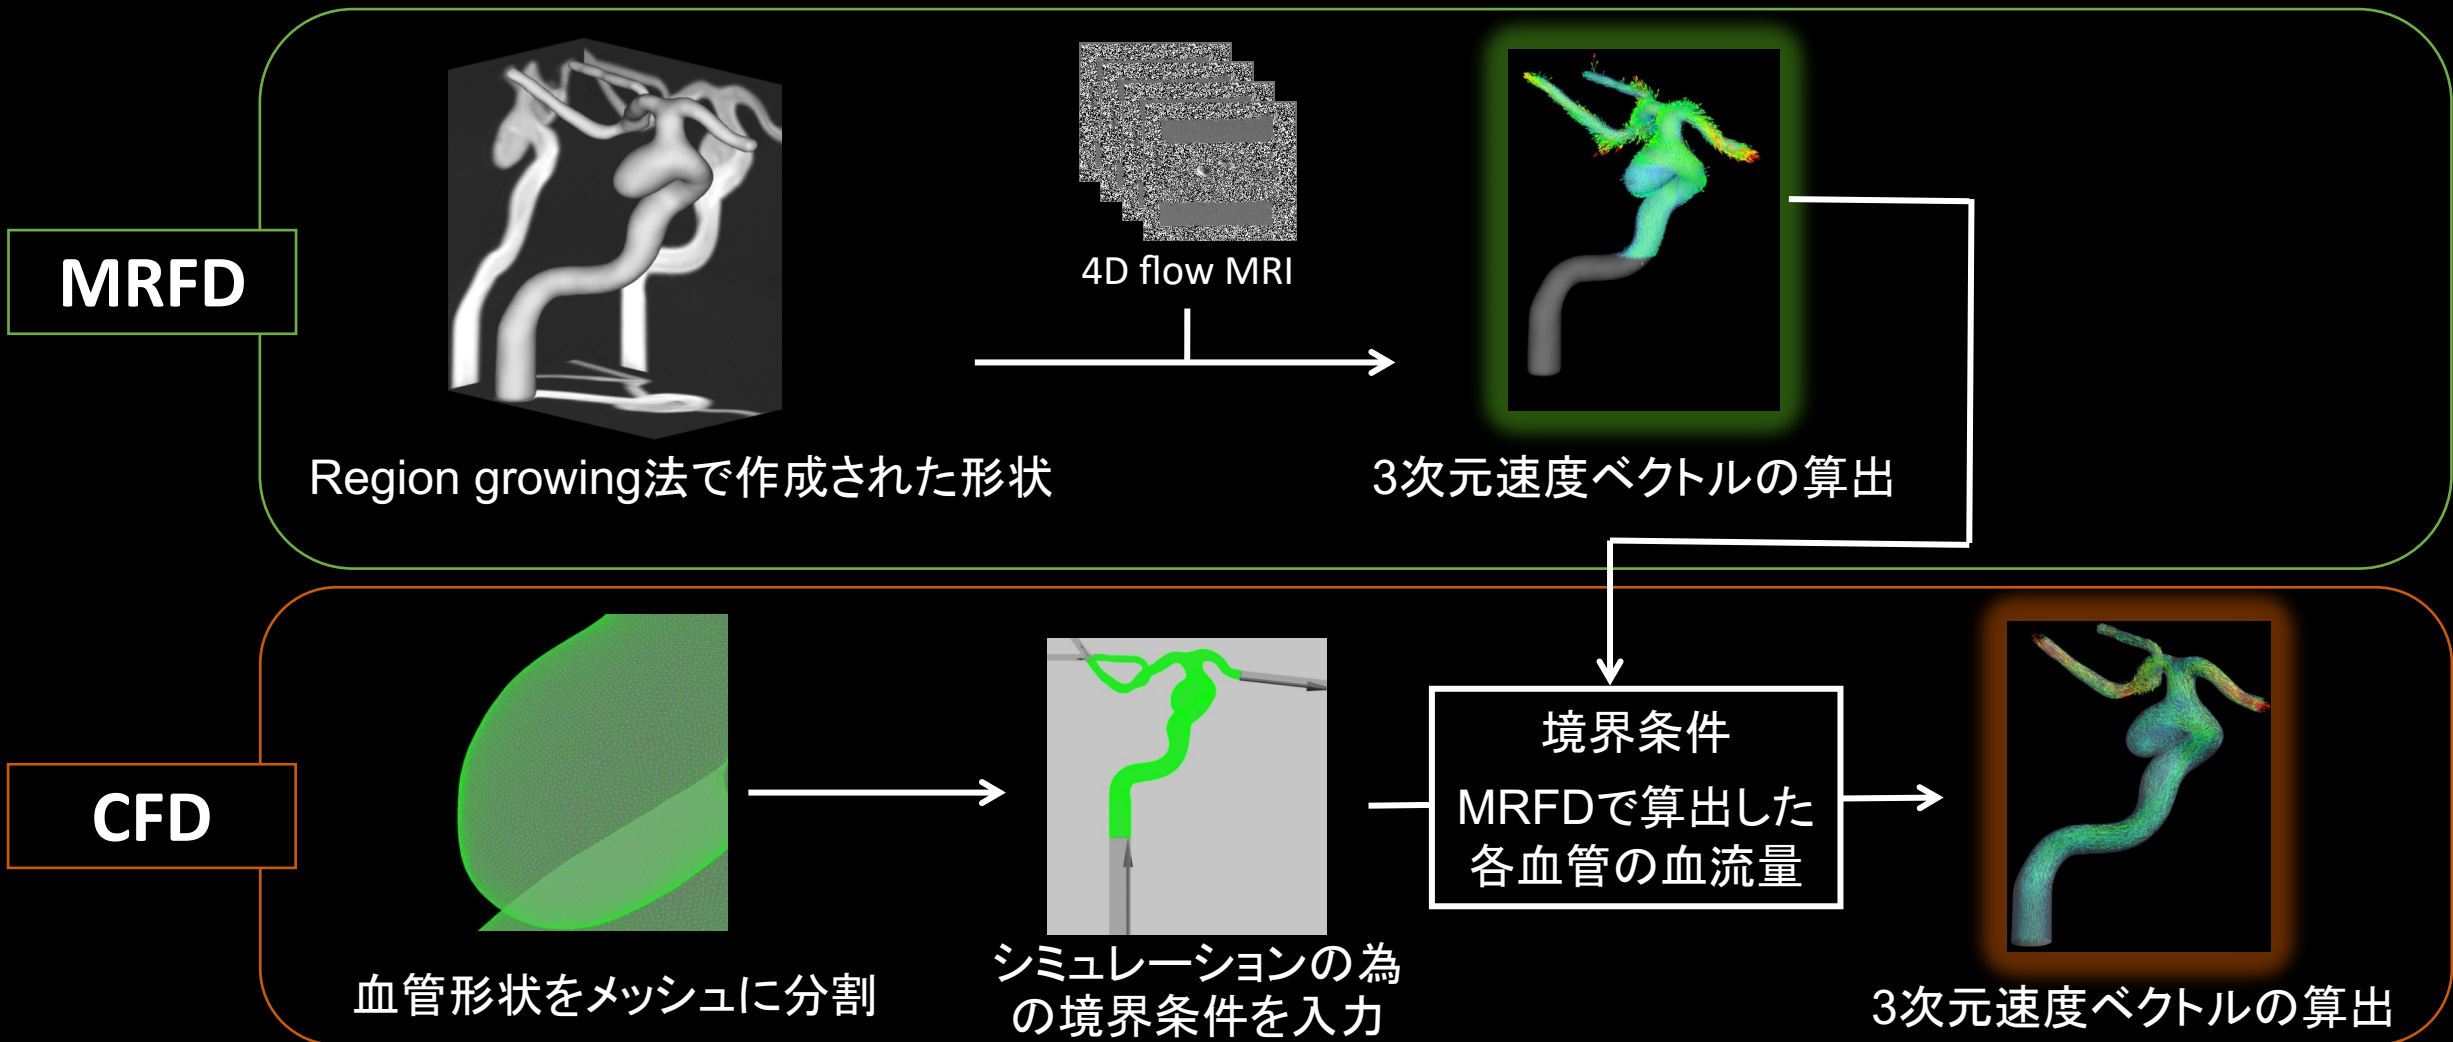 MRFD
4D flow MRI
Region growing法で作成された形状
3次元速度ベクトルの算出
CFD
境界条件
MRFDで算出した
各血管の血流量
血管形状をメッシュに分割
シミュレーションの為
の境界条件を入力
3次元速度ベクトルの算出